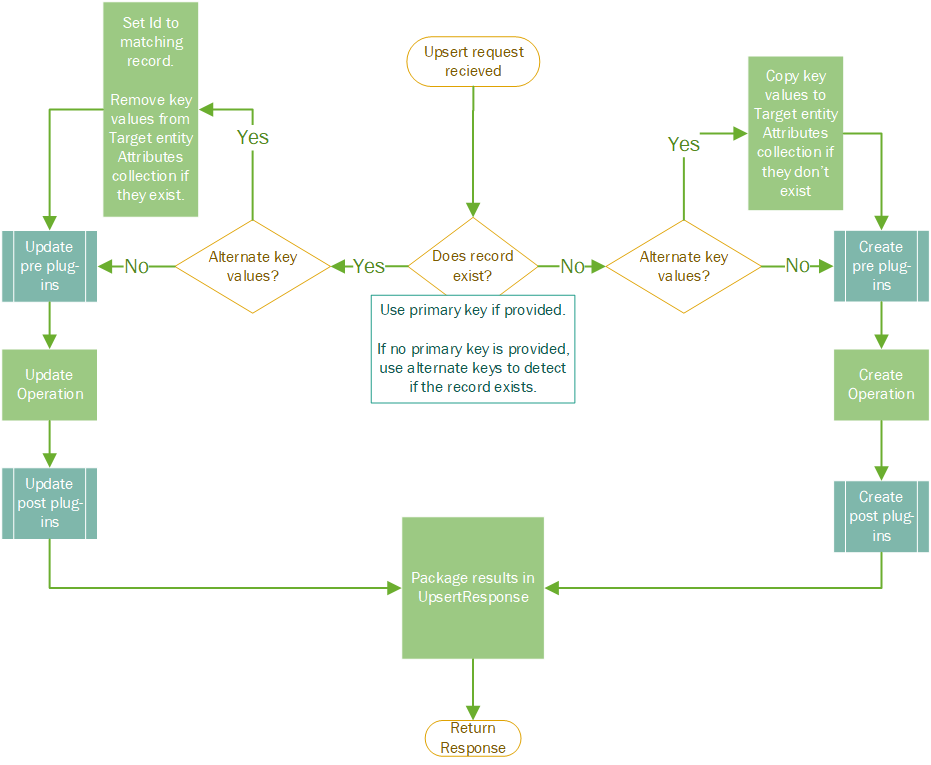 Set Id to
matching
record.
Remove key
values from
Target entity
Attributes
collection if
they exist.
Upsert request
recieved
Copy key
values to
Target entity
Attributes
collection if
they don't
exist
Yes
Yes
Update
pre plug-
ins
No
Alternate key
values?
Yes
Does record
exist?
No
Alternate key
values?
No
Create
pre plug-
ins
Use primary key if provided.
If no primary key is provided,
use alternate keys to detect
if the record exists.
Update
Operation
Create
Operation
Update
post plug-
ins
Create
post plug-
ins
Package results in
UpsertResponse
Return
Response